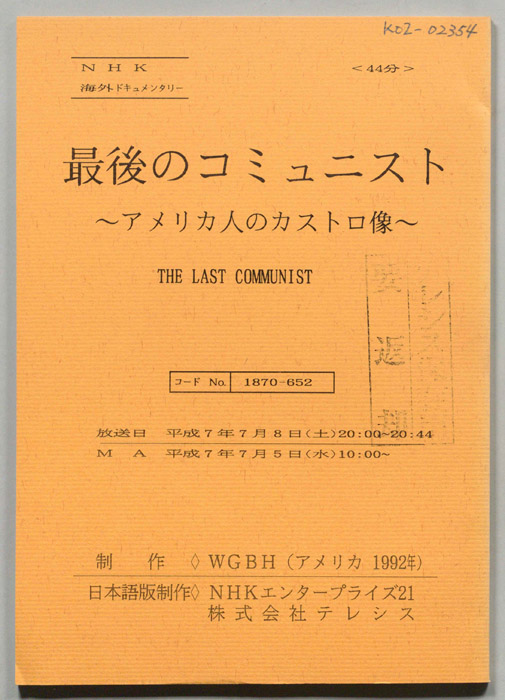 KOZ-02354
NHK <44分>
海外ドキュメンタリー
最後のコミュニスト
～アメリカ人のカストロ像～
THE LAST COMMUNIST
コード No. 1870-652
放送日 平成7年7月8日(土)20:00~20:44
MA 平成7年7月5日(水)10:00~
制作◇WGBH(アメリカ 1992年)
日本語版制作◇NHKエンタープライズ21
株式会社テレシス
要返却